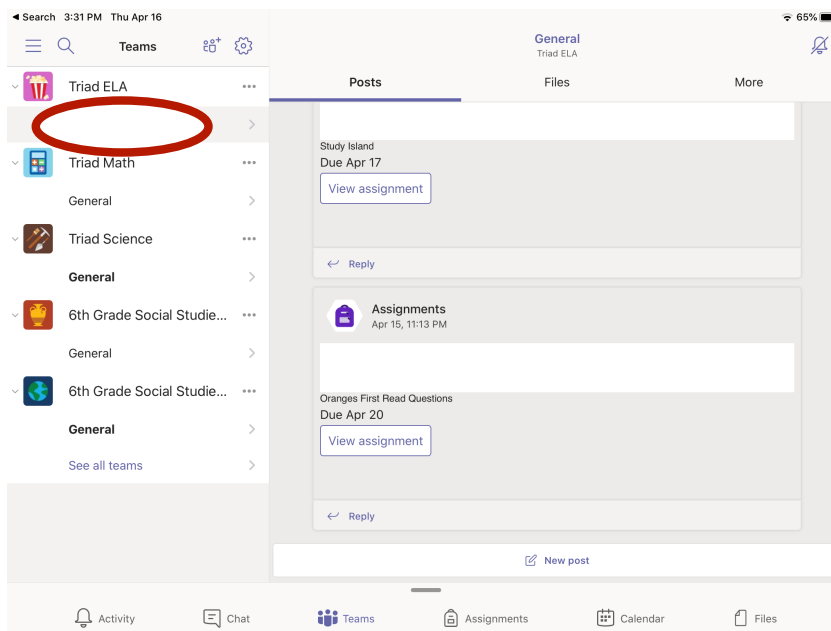 Search 3:31 PM Thu Apr 16
65%
Teams
General
Triad ELA
Posts
Files
More
Triad ELA
Triad Math
General
Triad Science
General
6th Grade Social Studie...
General
6th Grade Social Studie...
General
See all teams
Study Island
Due Apr 17
View assignment
Reply
Assignments
Apr 15, 11:13 PM
Oranges First Read Questions
Due Apr 20
View assignment
Reply
New post
Activity
Chat
Teams
Assignments
Calendar
Files